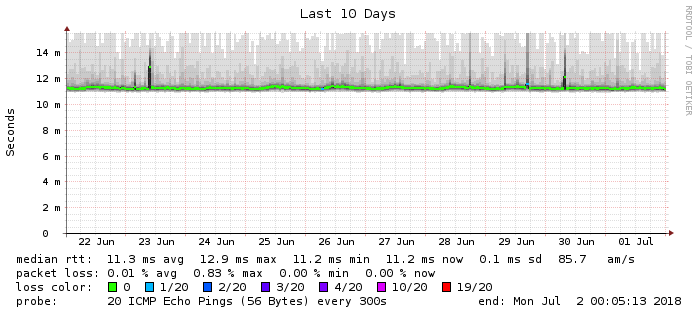 Last 10 Days
RRDTOOL / TOBI OETIKER
Seconds
14 m
12 m
10 m
8 m
6 m
4 m
2 m
0
22 Jun 23 Jun 24 Jun 25 Jun 26 Jun 27 Jun 28 Jun 29 Jun 30 Jun 01 Jul
median rtt: 11.3 ms avg 12.9 ms max 11.2 ms min 11.2 ms now 0.1 ms sd 85.7 am/s
packet loss: 0.01 % avg 0.83 % max 0.00 % min 0.00 % now
loss color: 0 1/20 2/20 3/20 4/20 10/20 19/20
probe: 20 ICMP Echo Pings (56 Bytes) every 300s end: Mon Jul 2 00:05:13 2018